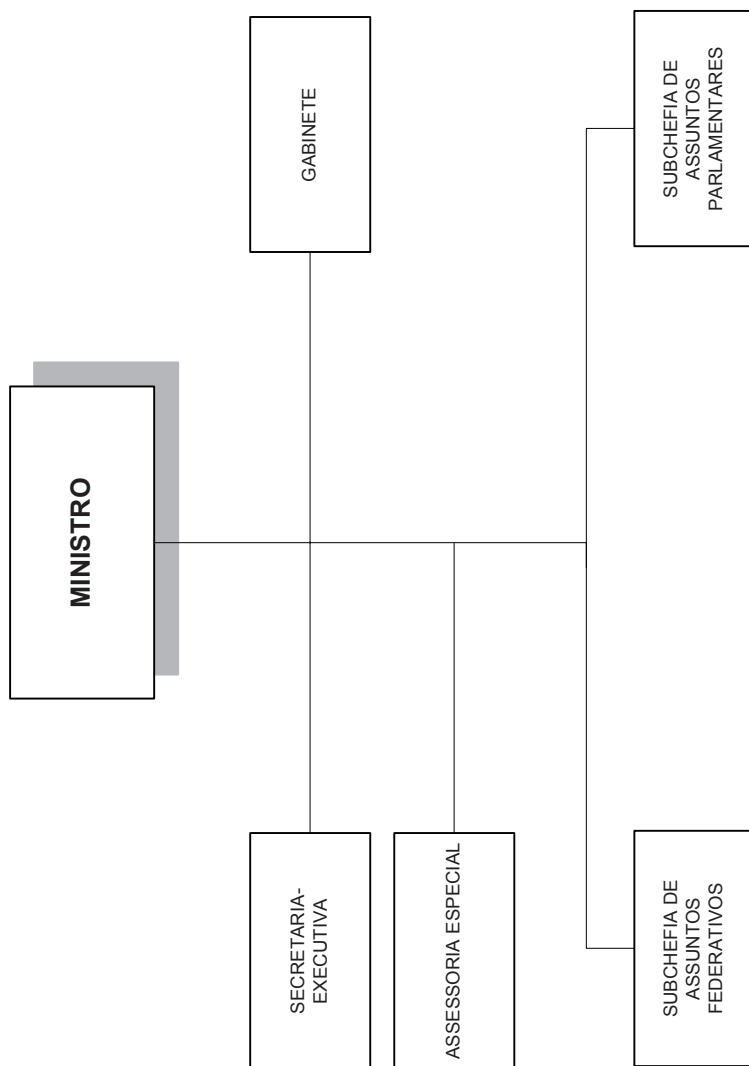 MINISTRO
SECRETARIA-
EXECUTIVA
GABINETE
ASSESSORIA ESPECIAL
SUBCHEFIA DE
ASSUNTOS
FEDERATIVOS
SUBCHEFIA DE
ASSUNTOS
PARLAMENTARES